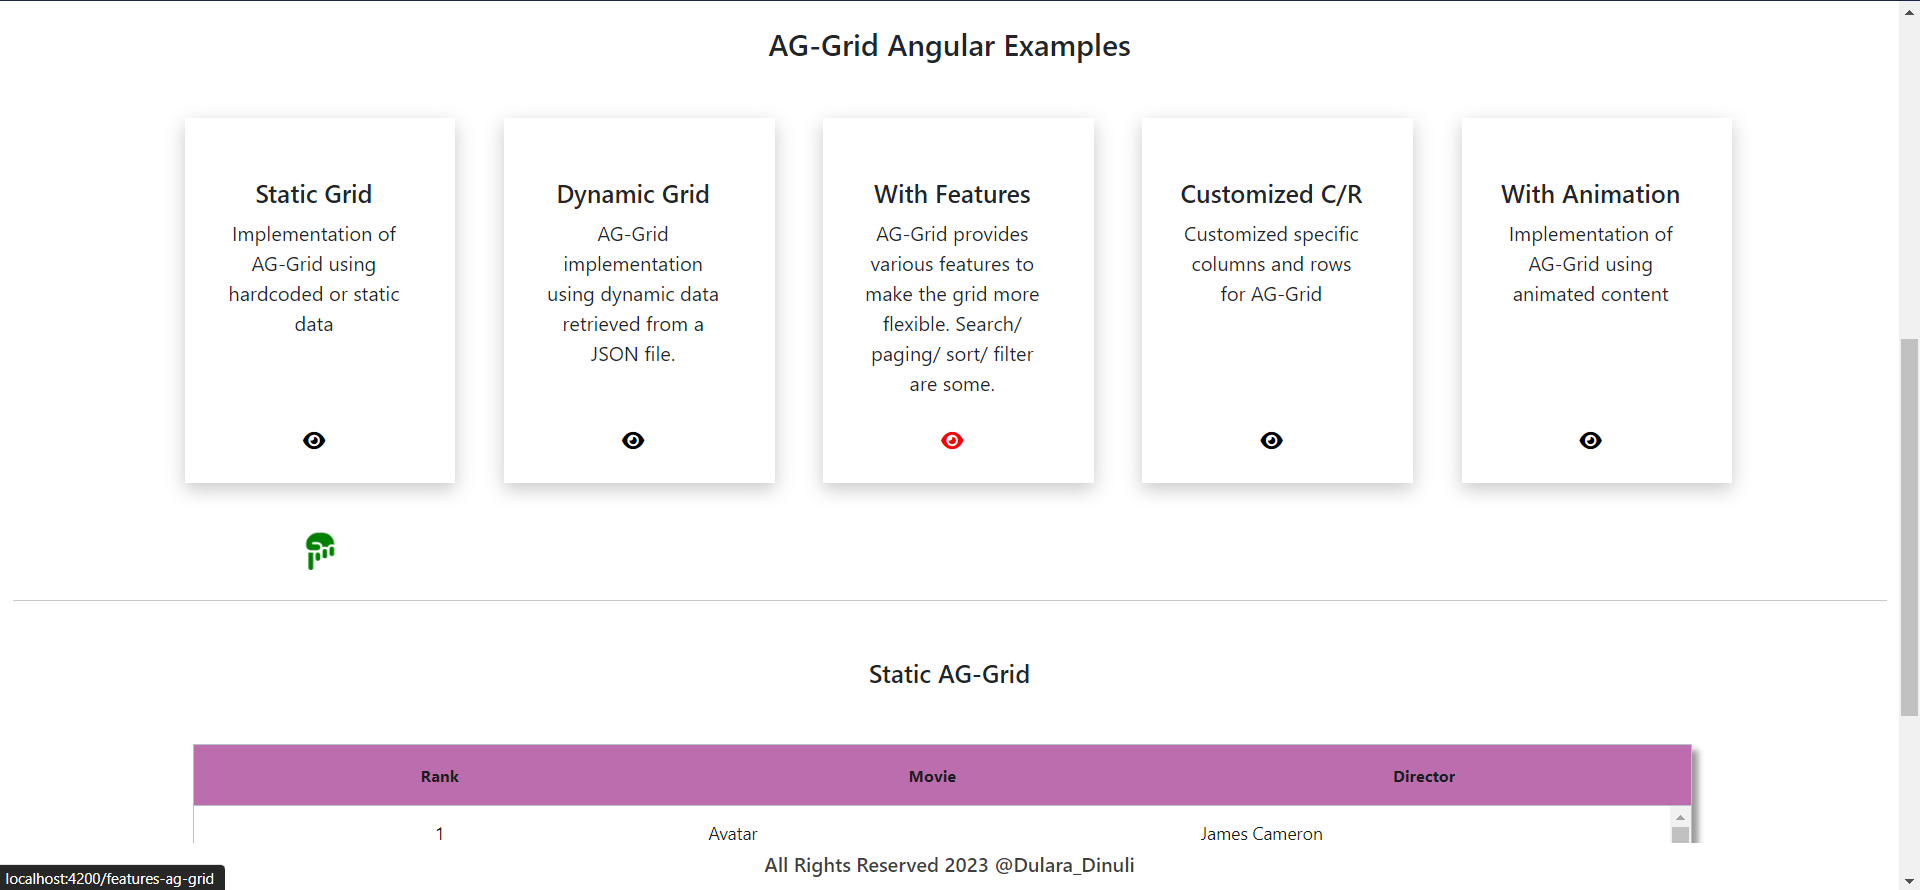 AG-Grid Angular Examples
Static Grid
Implementation of
AG-Grid using
hardcoded or static
data
Dynamic Grid
AG-Grid
implementation
using dynamic data
retrieved from a
JSON file.
With Features
AG-Grid provides
various features to
make the grid more
flexible. Search/
paging/ sort/ filter
are some.
Customized C/R
Customized specific
columns and rows
for AG-Grid
With Animation
Implementation of
AG-Grid using
animated content
Static AG-Grid
Rank Movie Director
1 Avatar James Cameron
All Rights Reserved 2023 @Dulara_Dinuli
localhost:4200/features-ag-grid